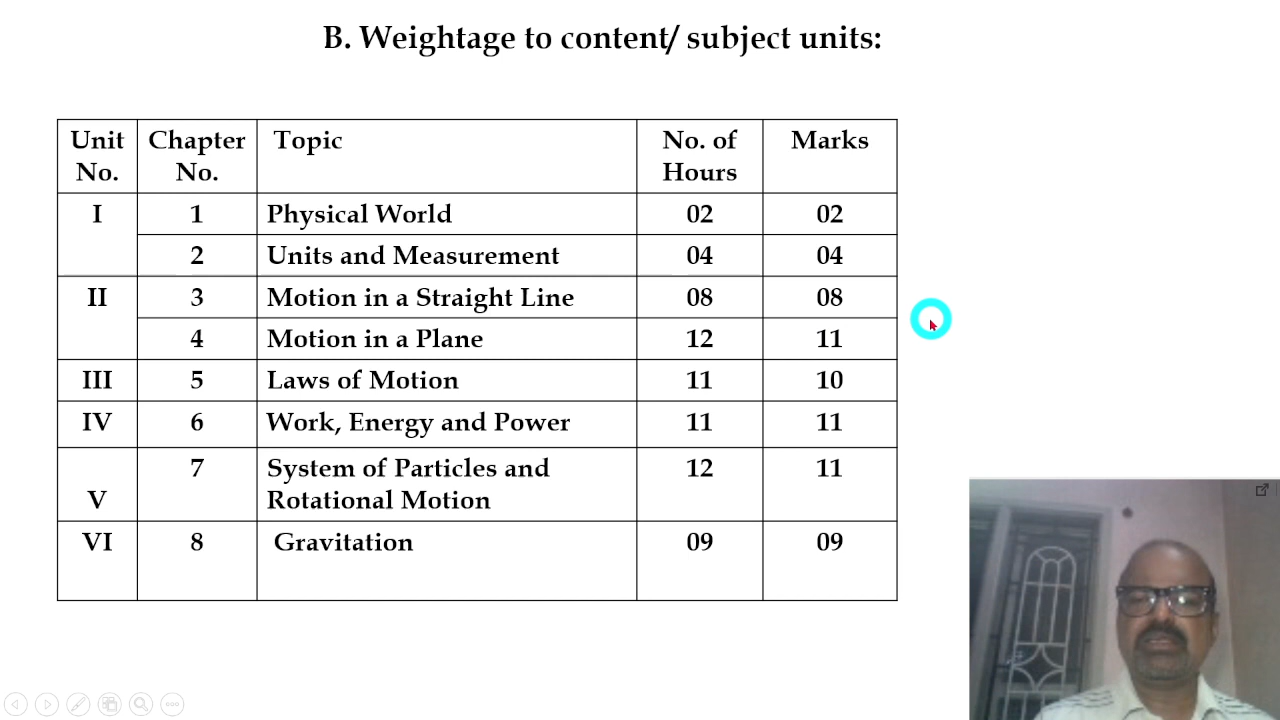 B. Weightage to content/ subject units:
Unit No. Chapter No. Topic No. of Hours Marks
I 1 Physical World 02 02
2 Units and Measurement 04 04
II 3 Motion in a Straight Line 08 08
4 Motion in a Plane 12 11
III 5 Laws of Motion 11 10
IV 6 Work, Energy and Power 11 11
V 7 System of Particles and Rotational Motion 12 11
VI 8 Gravitation 09 09